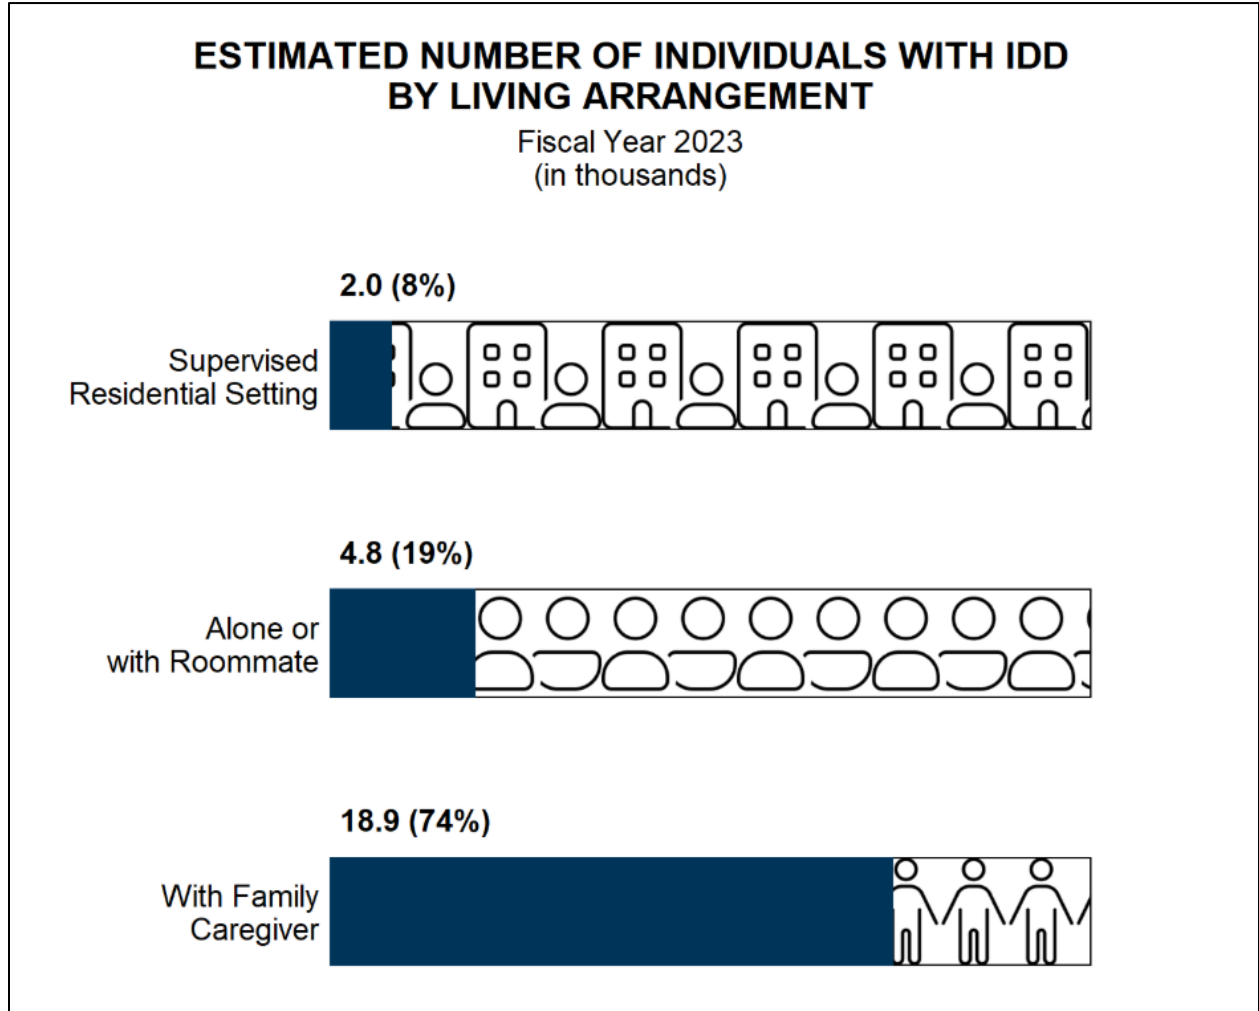 ESTIMATED NUMBER OF INDIVIDUALS WITH IDD
BY LIVING ARRANGEMENT
Fiscal Year 2023
(in thousands)
2.0 (8%)
Supervised
Residential Setting
4.8 (19%)
Alone or
with Roommate
18.9 (74%)
With Family
Caregiver